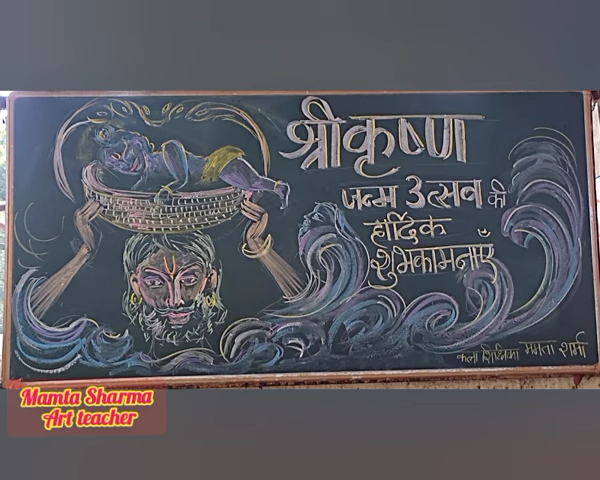 श्रीकृष्ण
जन्म उत्सव की
हार्दिक
शुभकामनाएँ
कला शिक्षिका ममता शर्मा
Mamta Sharma
Art teacher